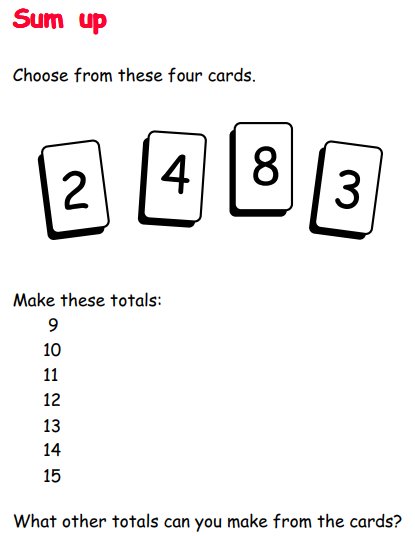 Sum up
Choose from these four cards.
2 4 8 3
Make these totals:
9
10
11
12
13
14
15
What other totals can you make from the cards?